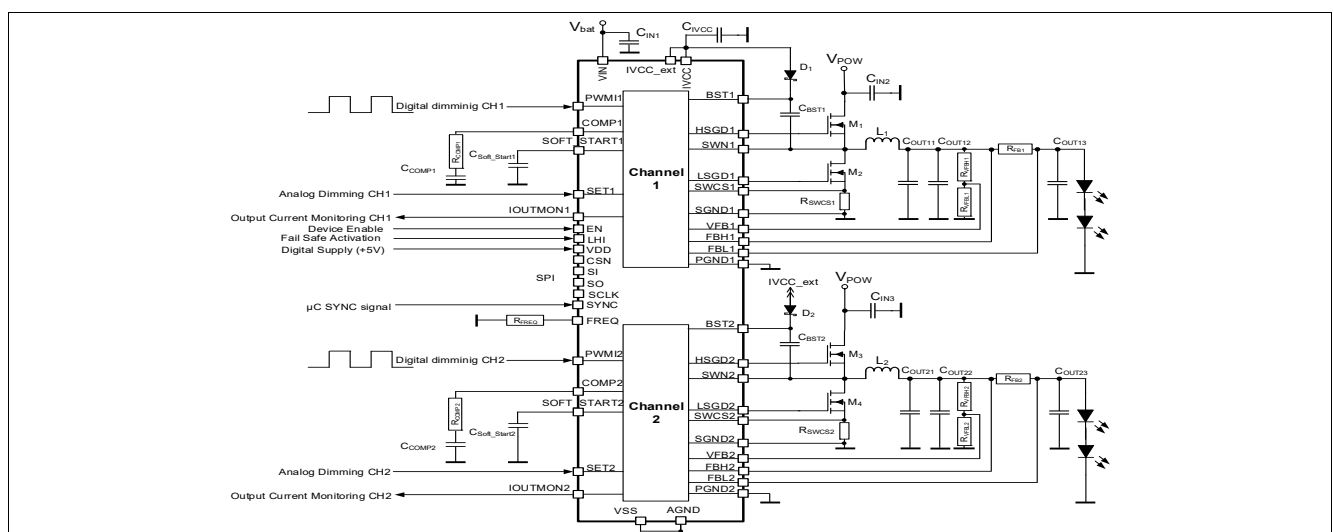 Vbat
CIN1
CIVCC
VIN
IVCC_ext
IVCC
D1
VPOW
CIN2
Digital dimminig CH1
PWMI1
BST1
CBST1
COMP1
HSGD1
M1
RCOMP1
CCOMP1
SOFT_START1
CSoft_Start1
SWN1
L1
COUT11
COUT12
RFB1
COUT13
Channel
1
LSGD1
M2
RVFBH1
RVFBL1
Analog Dimming CH1
SET1
SWCS1
RSWCS1
Output Current Monitoring CH1
IOUTMON1
SGND1
Device Enable
EN
VFB1
Fail Safe Activation
LHI
FBH1
Digital Supply (+5V)
VDD
FBL1
CSN
PGND1
SPI
SI
SO
SCLK
IVCC_ext
VPOW
CIN3
µC SYNC signal
SYNC
D2
RFREQ
FREQ
BST2
CBST2
Digital dimminig CH2
PWMI2
HSGD2
M3
COMP2
SWN2
L2
COUT21
COUT22
RFB2
COUT23
RCOMP2
CCOMP2
SOFT_START2
CSoft_Start2
Channel
2
LSGD2
M4
RVFBH2
RVFBL2
SWCS2
RSWCS2
SGND2
VFB2
Analog Dimming CH2
SET2
FBH2
FBL2
Output Current Monitoring CH2
IOUTMON2
PGND2
VSS
AGND